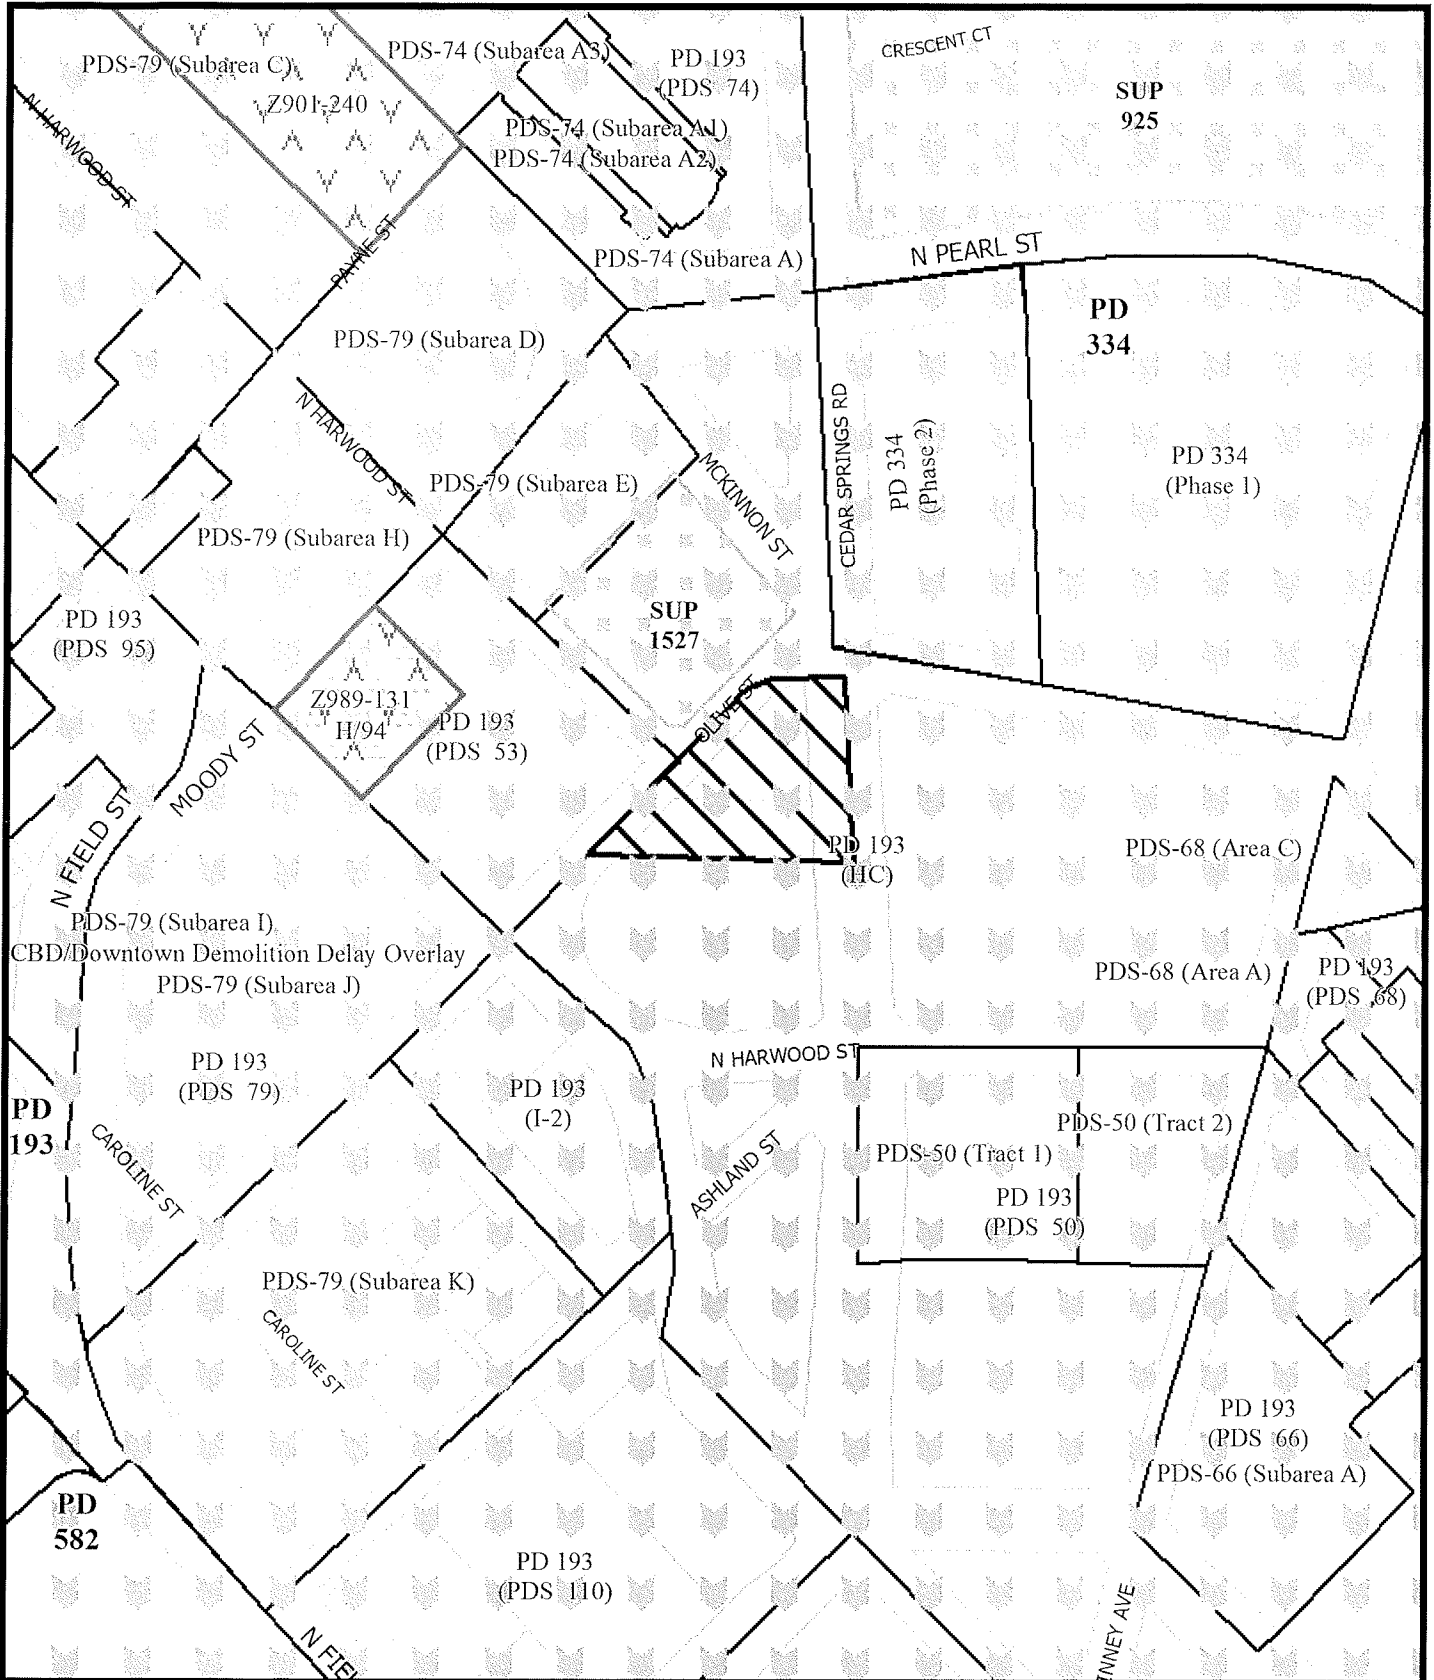 CRESCENT CT
PDS-79 (Subarea C)
PDS-74 (Subarea A3)
PD 193
(PDS 74)
SUP
925
Z901-240
N HARWOOD ST
PDS-74 (Subarea A1)
PDS-74 (Subarea A2)
PAYNE ST
PDS-74 (Subarea A)
N PEARL ST
PD
334
PDS-79 (Subarea D)
N HARWOOD ST
PDS-79 (Subarea E)
MCKINNON ST
CEDAR SPRINGS RD
PD 334
(Phase 2)
PD 334
(Phase 1)
PDS-79 (Subarea H)
PD 193
(PDS 95)
SUP
1527
Z989-131
H/94
PD 193
(PDS 53)
OLIVE ST
MOODY ST
N FIELD ST
PD 193
(HC)
PDS-68 (Area C)
PDS-79 (Subarea I)
CBD/Downtown Demolition Delay Overlay
PDS-79 (Subarea J)
PDS-68 (Area A)
PD 193
(PDS 68)
N HARWOOD ST
PD 193
(PDS 79)
PD 193
(I-2)
PD
193
CAROLINE ST
ASHLAND ST
PDS-50 (Tract 2)
PDS-50 (Tract 1)
PD 193
(PDS 50)
PDS-79 (Subarea K)
CAROLINE ST
PD 193
(PDS 66)
PDS-66 (Subarea A)
PD
582
PD 193
(PDS 110)
N FIEL
INNEY AVE